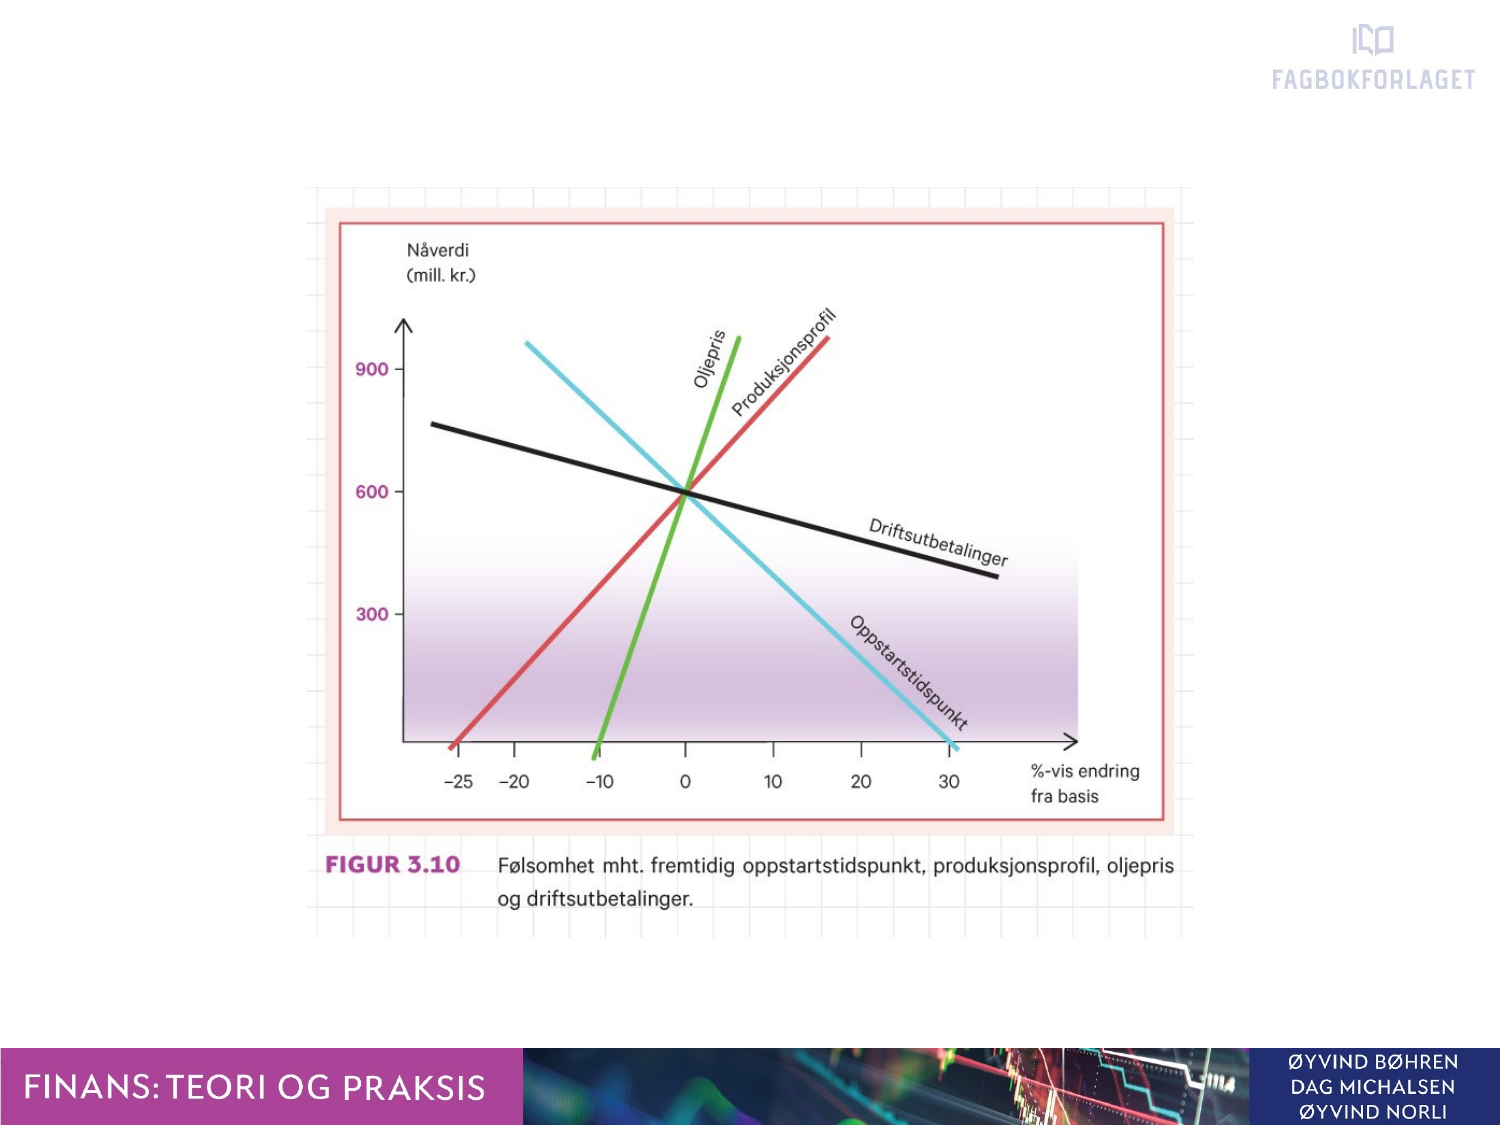 FAGBOKFORLAGET
Nåverdi
(mill. kr.)
900
600
300
Oljepris
Produksjonsprofil
Driftsutbetalinger
Oppstartstidspunkt
−25 −20 −10 0 10 20 30
%-vis endring
fra basis
FIGUR 3.10 Følsomhet mht. fremtidig oppstartstidspunkt, produksjonsprofil, oljepris
og driftsutbetalinger.
FINANS: TEORI OG PRAKSIS
ØYVIND BØHREN
DAG MICHALSEN
ØYVIND NORLI